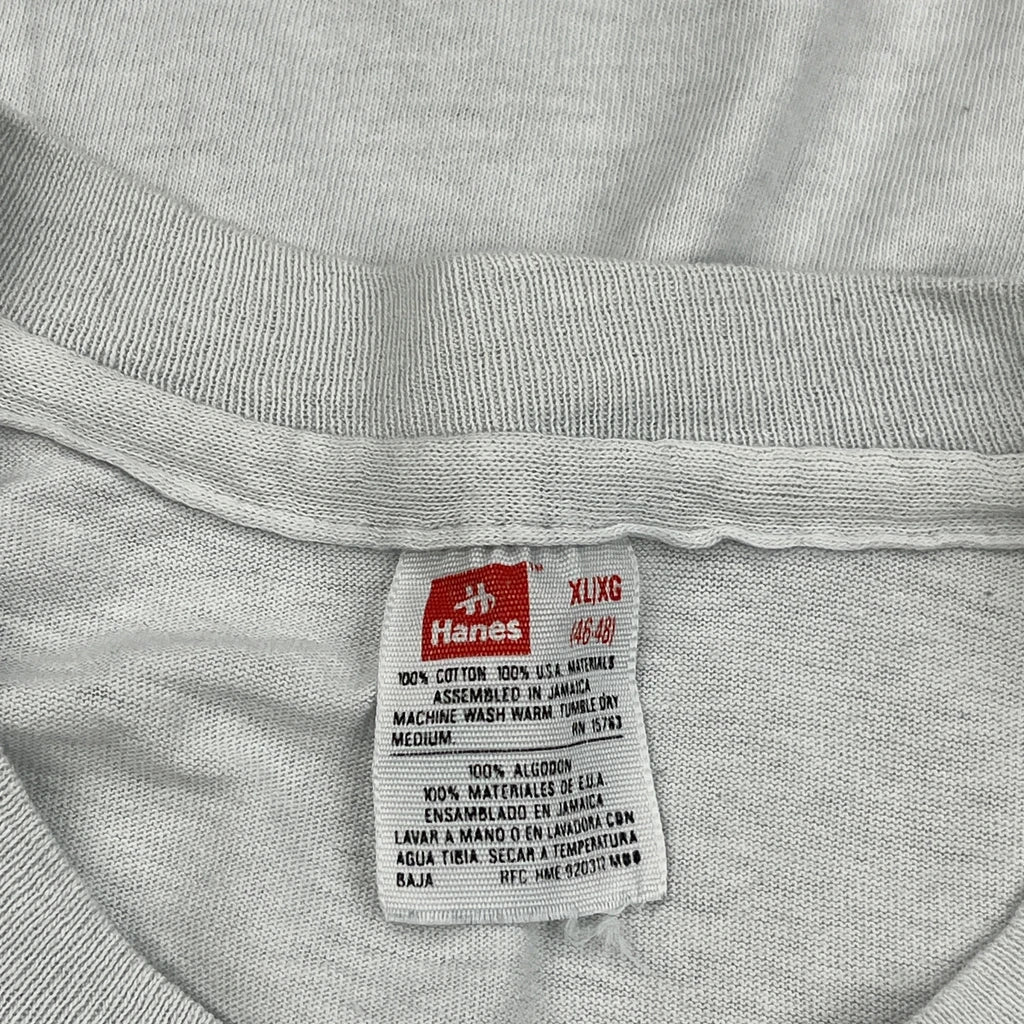 Hanes™
XL/XG
(46-48)
100% COTTON 100% U.S.A. MATERIALS
ASSEMBLED IN JAMAICA
MACHINE WASH WARM. TUMBLE DRY
MEDIUM. RN 15763
100% ALGODON
100% MATERIALES DE E.U.A
ENSAMBLADO EN JAMAICA
LAVAR A MANO O EN LAVADORA CON
AGUA TIBIA. SECAR A TEMPERATURA
BAJA RFC HME 920312